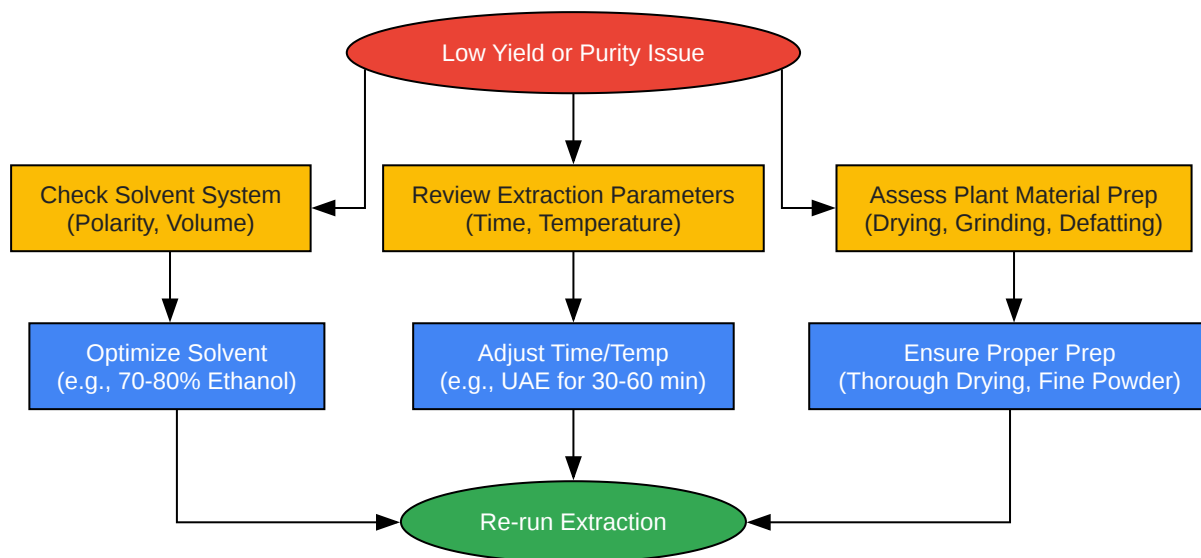 Low Yield or Purity Issue
Check Solvent System
(Polarity, Volume)
Review Extraction Parameters
(Time, Temperature)
Assess Plant Material Prep
(Drying, Grinding, Defatting)
Optimize Solvent
(e.g., 70-80% Ethanol)
Adjust Time/Temp
(e.g., UAE for 30-60 min)
Ensure Proper Prep
(Thorough Drying, Fine Powder)
Re-run Extraction